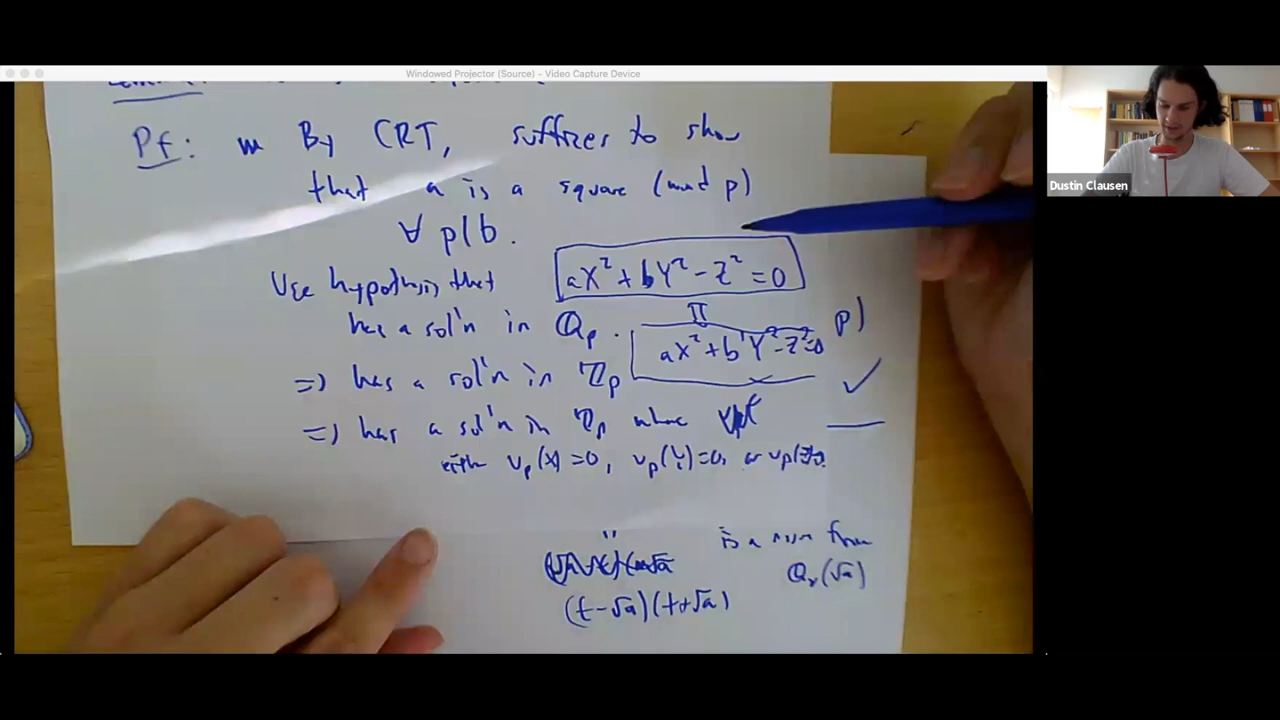 Windowed Projector (Source) - Video Capture Device
Dustin Clausen
Pf: By CRT, suffices to show
that a is a square (mod p)
∀ p|b.
Use hypothesis that aX² + bY² - Z² = 0
has a sol'n in ℚp.
aX² + b'Y² - Z² = 0
p)
=> has a sol'n in ℤp
✓
=> has a sol'n in ℤp where
either vp(X) = 0, vp(Y) = 0, or
is a norm from
(t-√a)(t+√a)